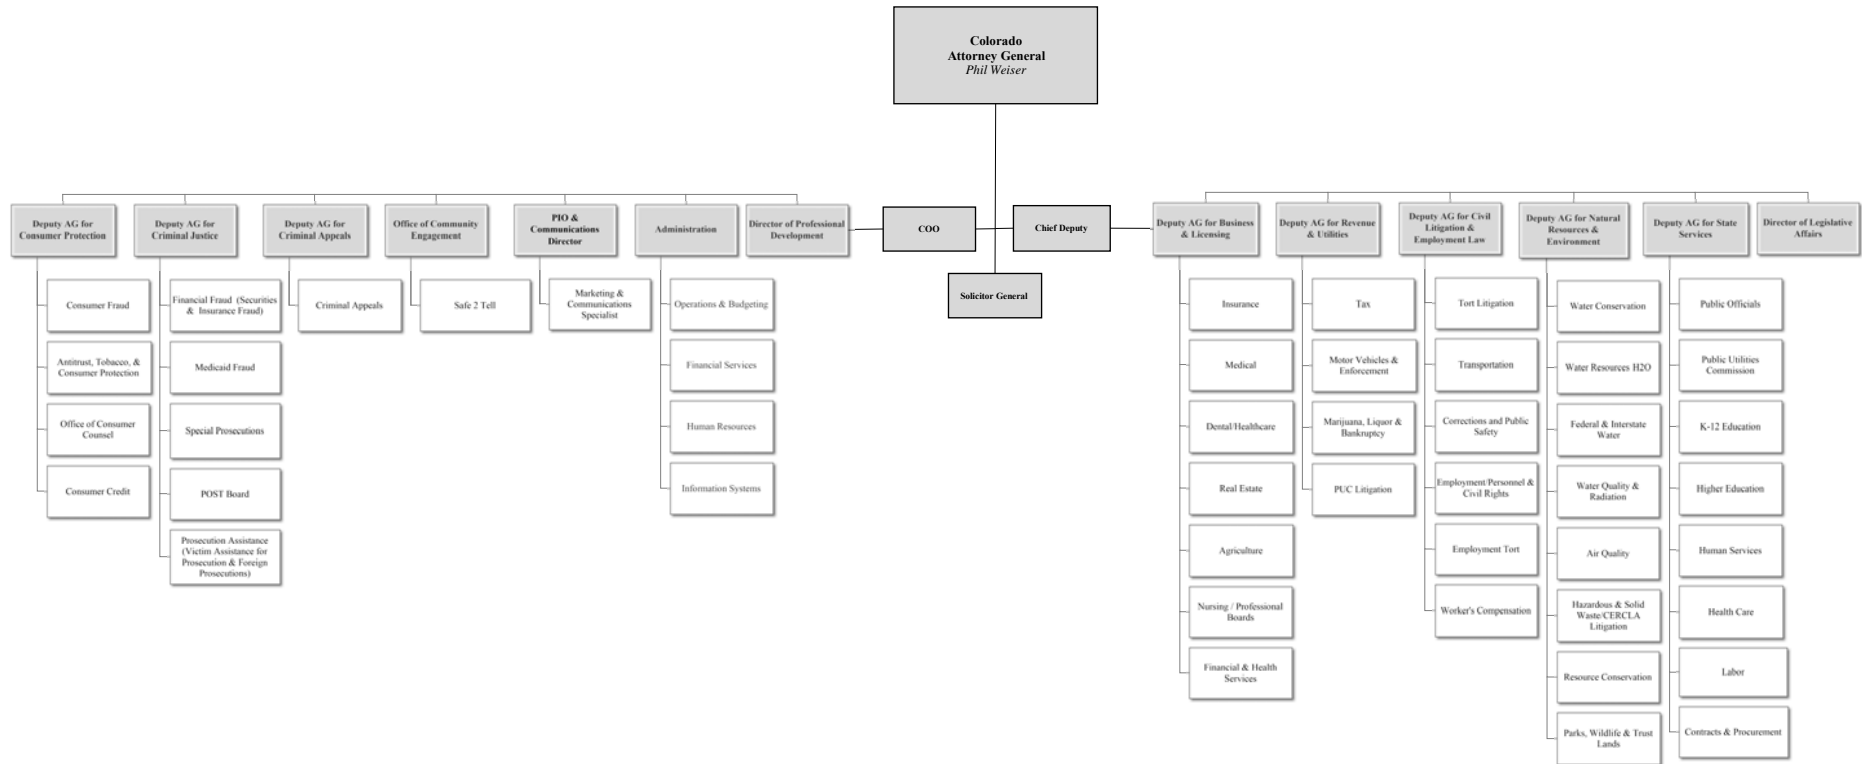 Colorado
Attorney General
Phil Weiser
Deputy AG for
Consumer Protection
Deputy AG for
Criminal Justice
Deputy AG for
Criminal Appeals
Office of Community
Engagement
PIO &
Communications
Director
Administration
Director of Professional
Development
COO
Chief Deputy
Solicitor General
Deputy AG for Business
& Licensing
Deputy AG for Revenue
& Utilities
Deputy AG for Civil
Litigation &
Employment Law
Deputy AG for Natural
Resources &
Environment
Deputy AG for State
Services
Director of Legislative
Affairs
Consumer Fraud
Antitrust, Tobacco, &
Consumer Protection
Office of Consumer
Counsel
Consumer Credit
Financial Fraud (Securities
& Insurance Fraud)
Medicaid Fraud
Special Prosecutions
POST Board
Prosecution Assistance
(Victim Assistance for
Prosecution & Foreign
Prosecutions)
Criminal Appeals
Safe 2 Tell
Marketing &
Communications
Specialist
Operations & Budgeting
Financial Services
Human Resources
Information Systems
Insurance
Medical
Dental/Healthcare
Real Estate
Agriculture
Nursing / Professional
Boards
Financial & Health
Services
Tax
Motor Vehicles &
Enforcement
Marijuana, Liquor &
Bankruptcy
PUC Litigation
Tort Litigation
Transportation
Corrections and Public
Safety
Employment/Personnel &
Civil Rights
Employment Tort
Worker's Compensation
Water Conservation
Water Resources H2O
Federal & Interstate
Water
Water Quality &
Radiation
Air Quality
Hazardous & Solid
Waste/CERCLA
Litigation
Resource Conservation
Parks, Wildlife & Trust
Lands
Public Officials
Public Utilities
Commission
K-12 Education
Higher Education
Human Services
Health Care
Labor
Contracts & Procurement